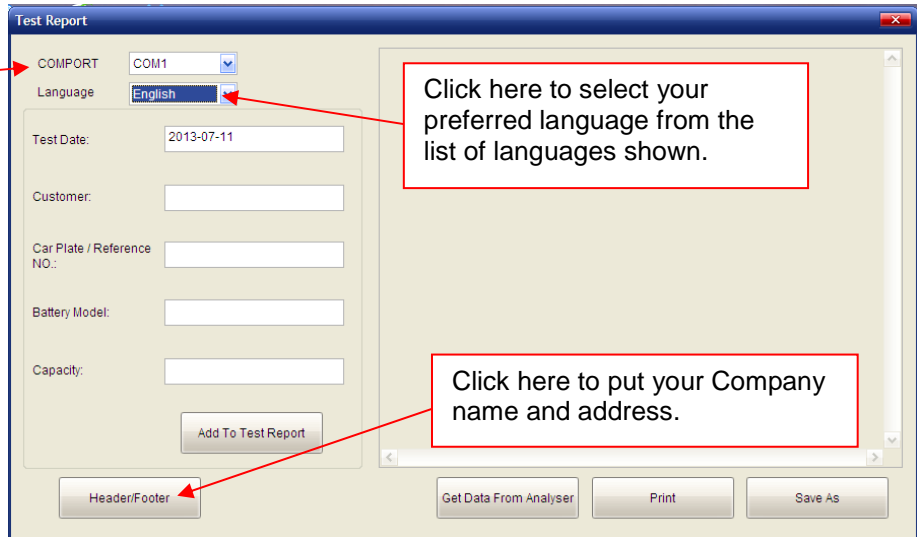 Test Report
COMPORT COM1
Language English
Click here to select your
preferred language from the
list of languages shown.
Test Date: 2013-07-11
Customer:
Car Plate / Reference
NO.:
Battery Model:
Capacity:
Click here to put your Company
name and address.
Add To Test Report
Header/Footer Get Data From Analyser Print Save As